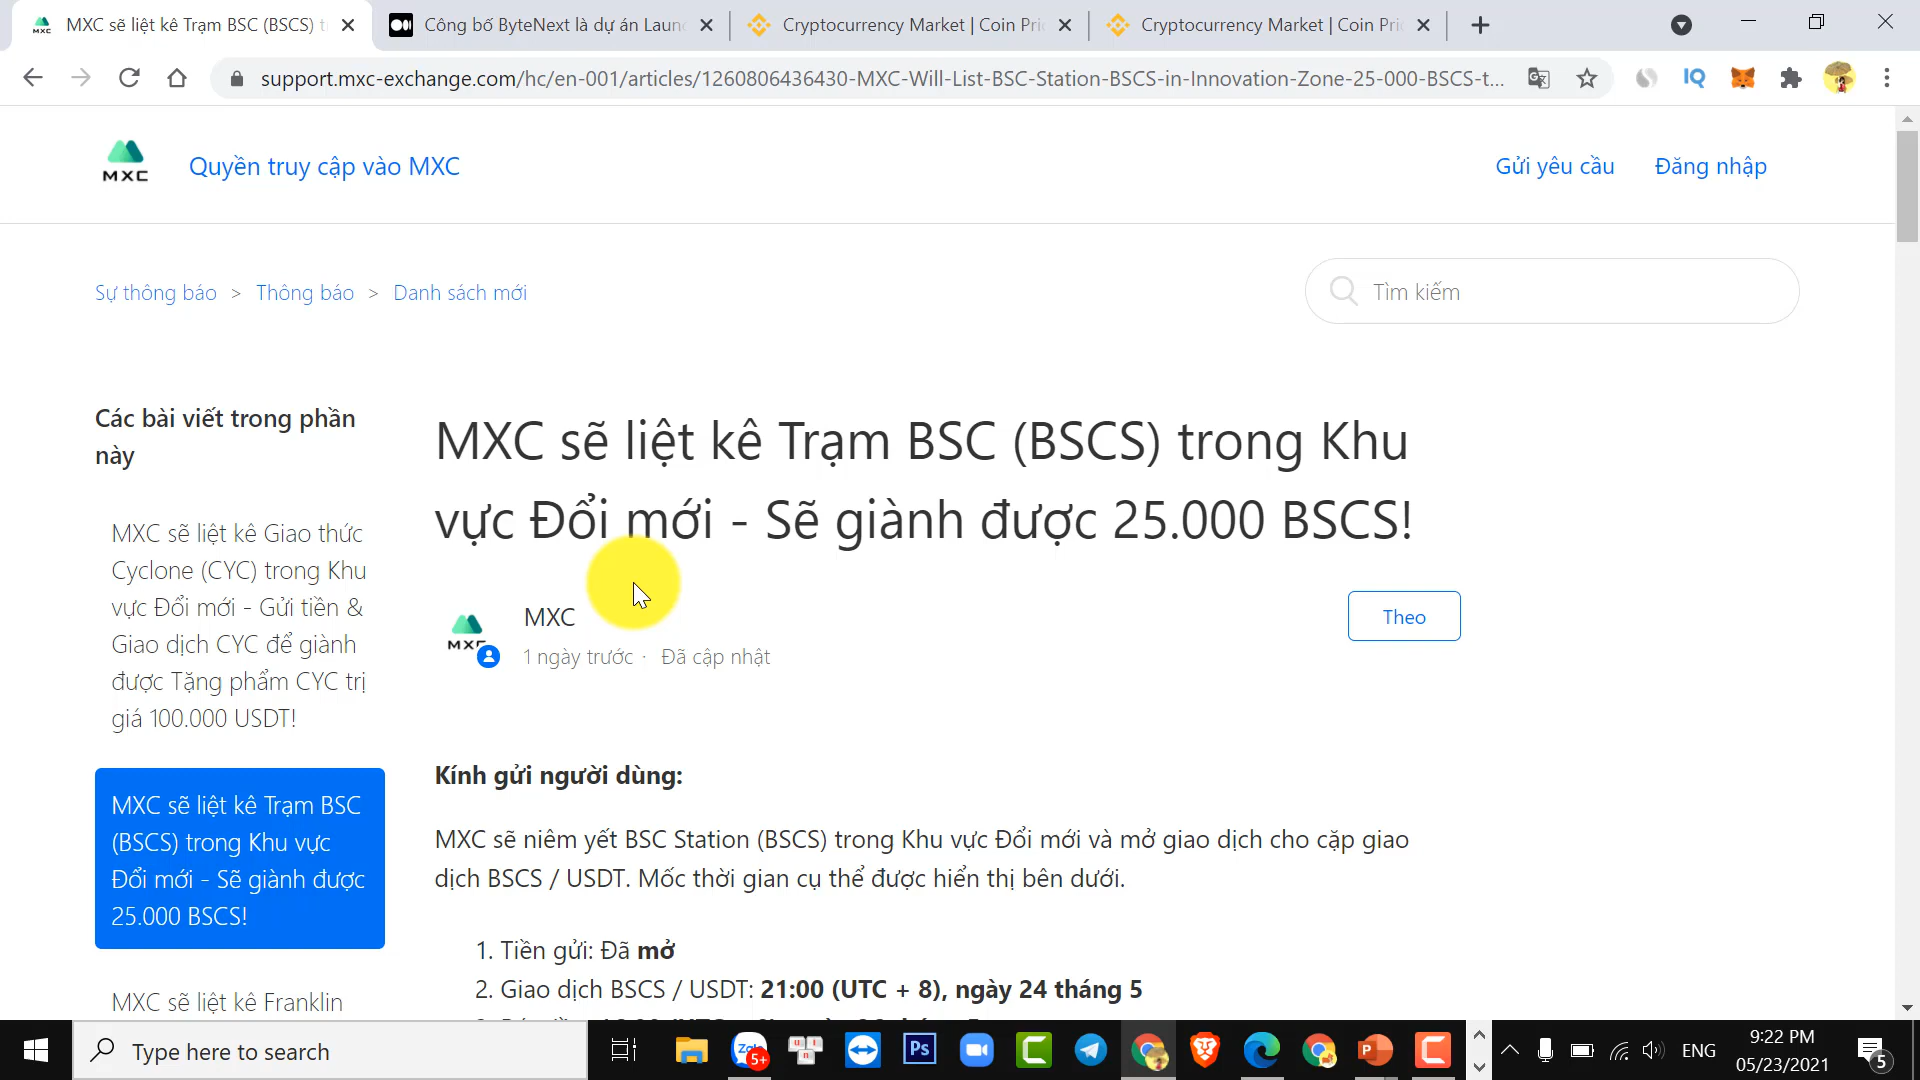 MXC sẽ liệt kê Trạm BSC (BSCS) t
Công bố ByteNext là dự án Laun
Cryptocurrency Market | Coin Pri
Cryptocurrency Market | Coin Pri
support.mxc-exchange.com/hc/en-001/articles/1260806436430-MXC-Will-List-BSC-Station-BSCS-in-Innovation-Zone-25-000-BSCS-t...
MXC
Quyền truy cập vào MXC
Gửi yêu cầu
Đăng nhập
Sự thông báo > Thông báo > Danh sách mới
Tìm kiếm
Các bài viết trong phần
này
MXC sẽ liệt kê Giao thức
Cyclone (CYC) trong Khu
vực Đổi mới - Gửi tiền &
Giao dịch CYC để giành
được Tặng phẩm CYC trị
giá 100.000 USDT!
MXC sẽ liệt kê Trạm BSC
(BSCS) trong Khu vực
Đổi mới - Sẽ giành được
25.000 BSCS!
MXC sẽ liệt kê Franklin
MXC sẽ liệt kê Trạm BSC (BSCS) trong Khu
vực Đổi mới - Sẽ giành được 25.000 BSCS!
MXC
1 ngày trước · Đã cập nhật
Theo
Kính gửi người dùng:
MXC sẽ niêm yết BSC Station (BSCS) trong Khu vực Đổi mới và mở giao dịch cho cặp giao
dịch BSCS / USDT. Mốc thời gian cụ thể được hiển thị bên dưới.
1. Tiền gửi: Đã mở
2. Giao dịch BSCS / USDT: 21:00 (UTC + 8), ngày 24 tháng 5
Type here to search
5+
ENG
9:22 PM
05/23/2021
5